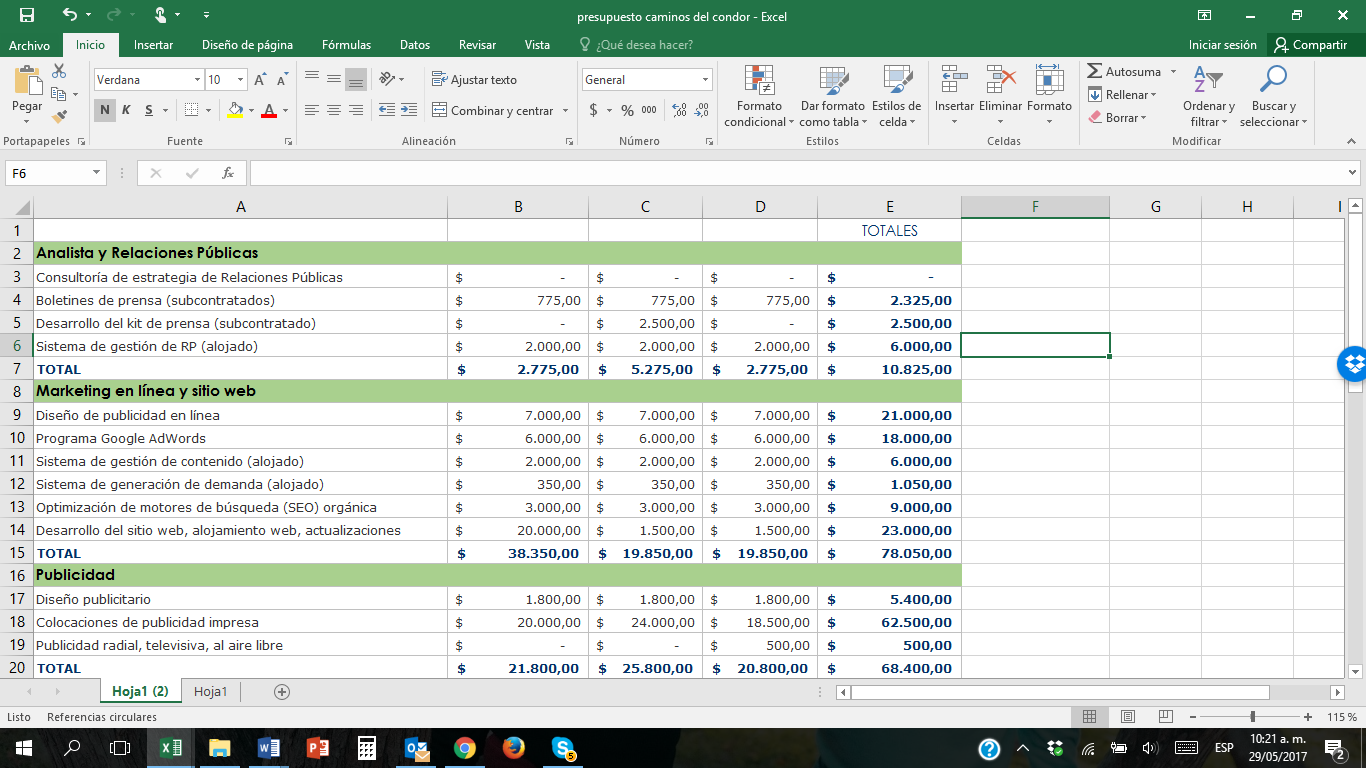 presupuesto caminos del condor - Excel
Archivo Inicio Insertar Diseño de página Fórmulas Datos Revisar Vista ¿Qué desea hacer? Iniciar sesión Compartir
Pegar Verdana 10 Ajustar texto General Formato condicional Dar formato como tabla Estilos de celda Insertar Eliminar Formato Autosuma Ordenar y filtrar Buscar y seleccionar
N K S Combinar y centrar $ % 000 Rellenar
Borrar
Portapapeles Fuente Alineación Número Estilos Celdas Modificar
F6 fx
A B C D E F G H I
1 TOTALES
2 Analista y Relaciones Públicas
3 Consultoría de estrategia de Relaciones Públicas $ - $ - $ - $ -
4 Boletines de prensa (subcontratados) $ 775,00 $ 775,00 $ 775,00 $ 2.325,00
5 Desarrollo del kit de prensa (subcontratado) $ - $ 2.500,00 $ - $ 2.500,00
6 Sistema de gestión de RP (alojado) $ 2.000,00 $ 2.000,00 $ 2.000,00 $ 6.000,00
7 TOTAL $ 2.775,00 $ 5.275,00 $ 2.775,00 $ 10.825,00
8 Marketing en línea y sitio web
9 Diseño de publicidad en línea $ 7.000,00 $ 7.000,00 $ 7.000,00 $ 21.000,00
10 Programa Google AdWords $ 6.000,00 $ 6.000,00 $ 6.000,00 $ 18.000,00
11 Sistema de gestión de contenido (alojado) $ 2.000,00 $ 2.000,00 $ 2.000,00 $ 6.000,00
12 Sistema de generación de demanda (alojado) $ 350,00 $ 350,00 $ 350,00 $ 1.050,00
13 Optimización de motores de búsqueda (SEO) orgánica $ 3.000,00 $ 3.000,00 $ 3.000,00 $ 9.000,00
14 Desarrollo del sitio web, alojamiento web, actualizaciones $ 20.000,00 $ 1.500,00 $ 1.500,00 $ 23.000,00
15 TOTAL $ 38.350,00 $ 19.850,00 $ 19.850,00 $ 78.050,00
16 Publicidad
17 Diseño publicitario $ 1.800,00 $ 1.800,00 $ 1.800,00 $ 5.400,00
18 Colocaciones de publicidad impresa $ 20.000,00 $ 24.000,00 $ 18.500,00 $ 62.500,00
19 Publicidad radial, televisiva, al aire libre $ - $ - $ 500,00 $ 500,00
20 TOTAL $ 21.800,00 $ 25.800,00 $ 20.800,00 $ 68.400,00
Hoja1 (2) Hoja1
Listo Referencias circulares 115 %
ESP 10:21 a. m.
29/05/2017